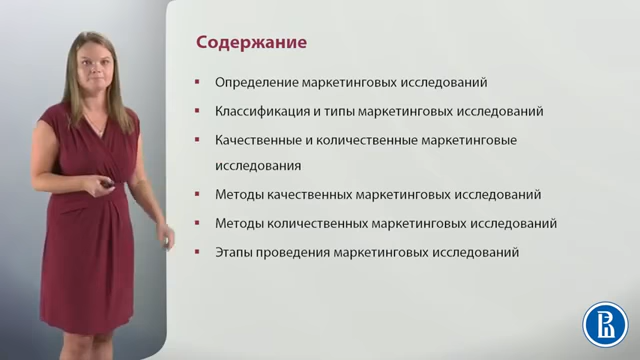 Содержание
Определение маркетинговых исследований
Классификация и типы маркетинговых исследований
Качественные и количественные маркетинговые
исследования
Методы качественных маркетинговых исследований
Методы количественных маркетинговых исследований
Этапы проведения маркетинговых исследований